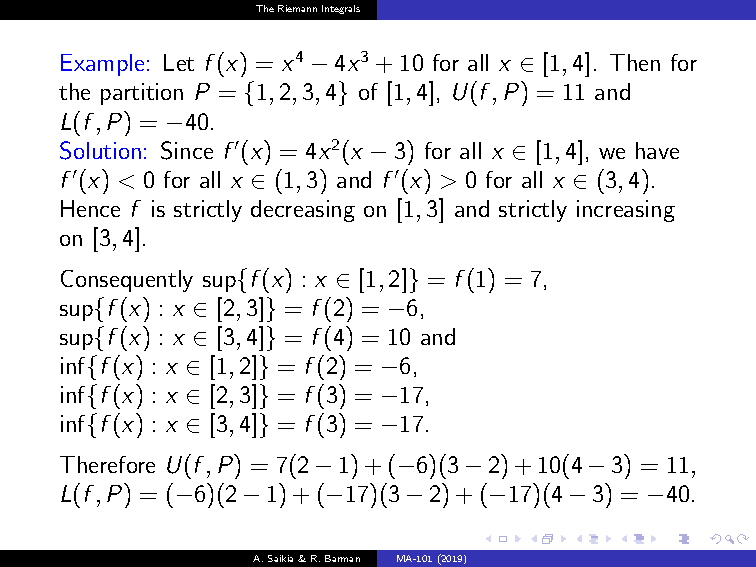 The Riemann Integrals
Example: Let f(x) = x⁴ − 4x³ + 10 for all x ∈ [1, 4]. Then for
the partition P = {1, 2, 3, 4} of [1, 4], U(f, P) = 11 and
L(f, P) = −40.
Solution: Since f′(x) = 4x²(x − 3) for all x ∈ [1, 4], we have
f′(x) < 0 for all x ∈ (1, 3) and f′(x) > 0 for all x ∈ (3, 4).
Hence f is strictly decreasing on [1, 3] and strictly increasing
on [3, 4].
Consequently sup{f(x) : x ∈ [1, 2]} = f(1) = 7,
sup{f(x) : x ∈ [2, 3]} = f(2) = −6,
sup{f(x) : x ∈ [3, 4]} = f(4) = 10 and
inf{f(x) : x ∈ [1, 2]} = f(2) = −6,
inf{f(x) : x ∈ [2, 3]} = f(3) = −17,
inf{f(x) : x ∈ [3, 4]} = f(3) = −17.
Therefore U(f, P) = 7(2 − 1) + (−6)(3 − 2) + 10(4 − 3) = 11,
L(f, P) = (−6)(2 − 1) + (−17)(3 − 2) + (−17)(4 − 3) = −40.
A. Saikia & R. Barman MA-101 (2019)